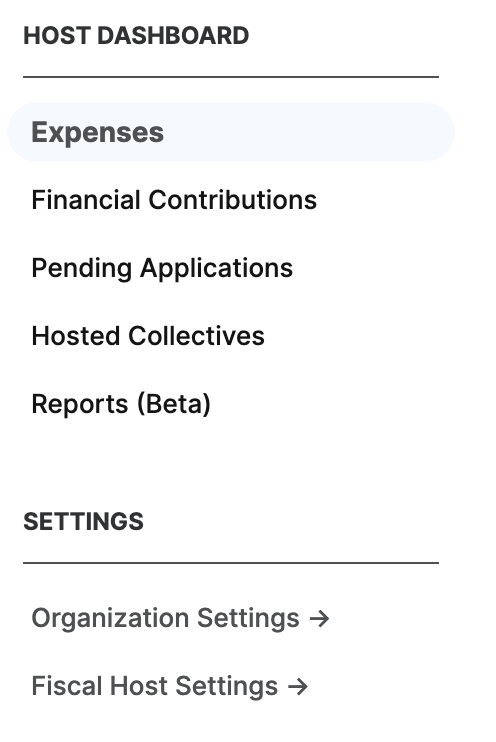 HOST DASHBOARD
Expenses
Financial Contributions
Pending Applications
Hosted Collectives
Reports (Beta)
SETTINGS
Organization Settings →
Fiscal Host Settings →